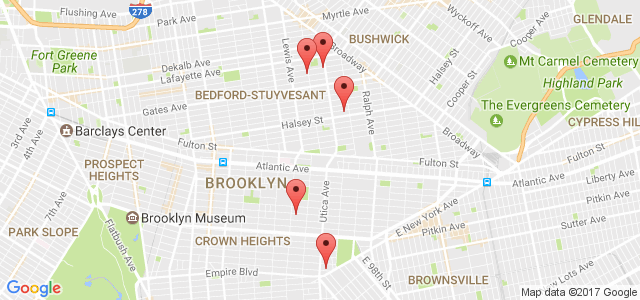 Flushing Ave
Park Ave
278
Myrtle Ave
Wyckoff Ave
GLENDALE
BUSHWICK
Fort Greene
Park
Dekalb Ave
Lafayette Ave
Lewis Ave
Broadway
Halsey St
Mt Carmel Cemetery
Highland Park
Gates Ave
BEDFORD-STUYVESANT
Ralph Ave
Cooper St
The Evergreens Cemetery
3rd Ave
4th Ave
Barclays Center
Halsey St
Broadway
CYPRESS HIL
Fulton St
PROSPECT
HEIGHTS
Atlantic Ave
Fulton St
BROOKLYN
Utica Ave
Atlantic Ave
Liberty Ave
Pitkin Ave
7th Ave
Flatbush Ave
Brooklyn Museum
E New York Ave
Sutter Ave
PARK SLOPE
CROWN HEIGHTS
Pitkin Ave
Empire Blvd
E 98th St
BROWNSVILLE
New Lots Ave
Google
Map data ©2017 Google